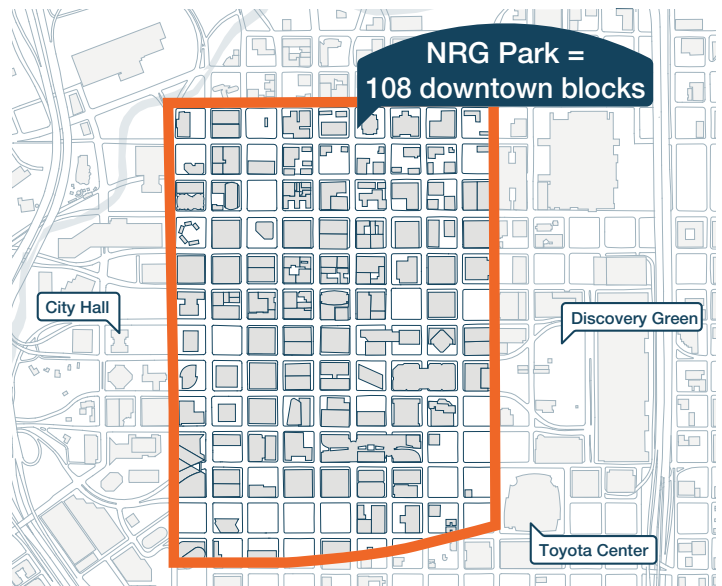 NRG Park =
108 downtown blocks
City Hall
Discovery Green
Toyota Center